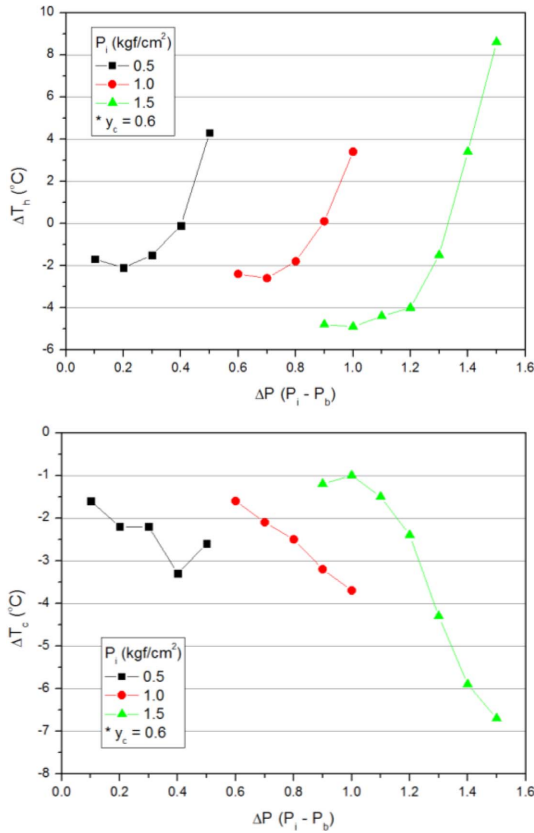 10
8
6
4
2
0
-2
-4
-6
ΔT_h (°C)
P_i (kgf/cm²)
0.5
1.0
1.5
* y_c = 0.6
0.0 0.2 0.4 0.6 0.8 1.0 1.2 1.4 1.6
ΔP (P_i - P_b)
0
-1
-2
-3
-4
-5
-6
-7
-8
ΔT_c (°C)
P_i (kgf/cm²)
0.5
1.0
1.5
* y_c = 0.6
0.0 0.2 0.4 0.6 0.8 1.0 1.2 1.4 1.6
ΔP (P_i - P_b)